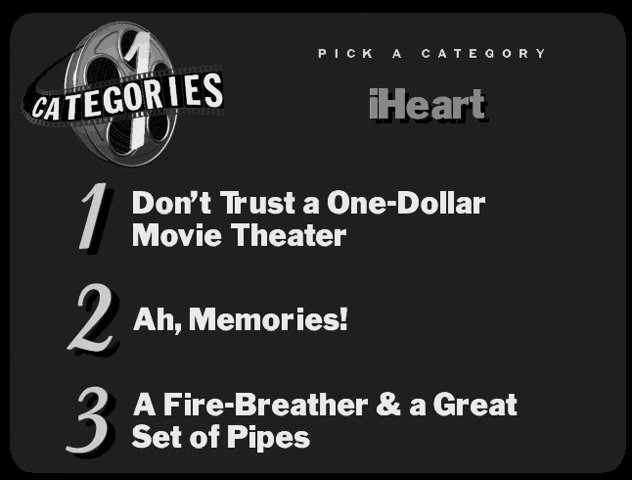 1
CATEGORIES
PICK A CATEGORY
iHeart
1 Don't Trust a One-Dollar
Movie Theater
2 Ah, Memories!
3 A Fire-Breather & a Great
Set of Pipes